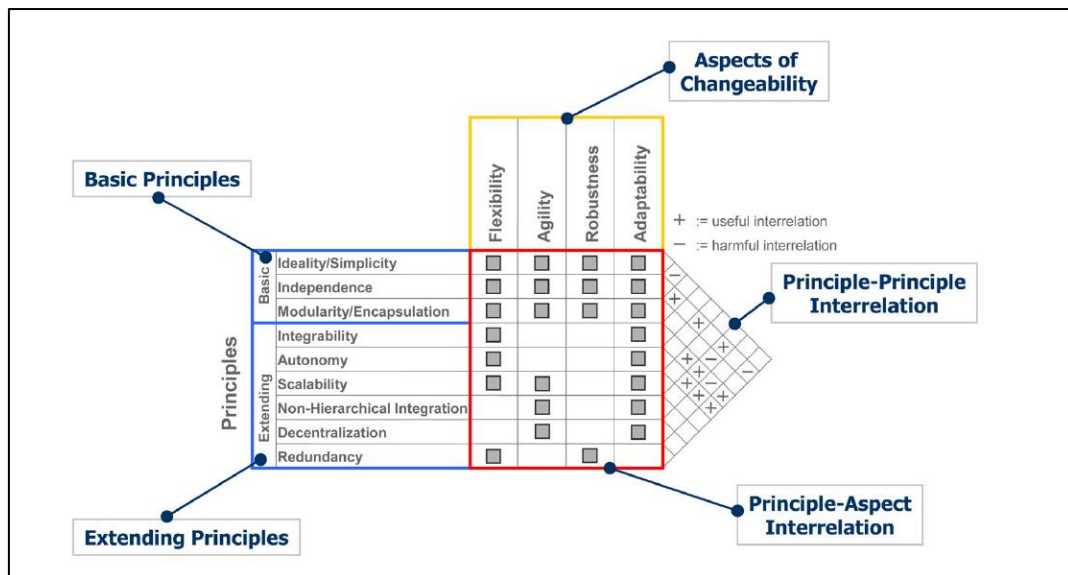 Aspects of
Changeability
Basic Principles
Flexibility
Agility
Robustness
Adaptability
+ := useful interrelation
− := harmful interrelation
Principle-Principle
Interrelation
Principles
Basic
Ideality/Simplicity
Independence
Modularity/Encapsulation
Extending
Integrability
Autonomy
Scalability
Non-Hierarchical Integration
Decentralization
Redundancy
Principle-Aspect
Interrelation
Extending Principles